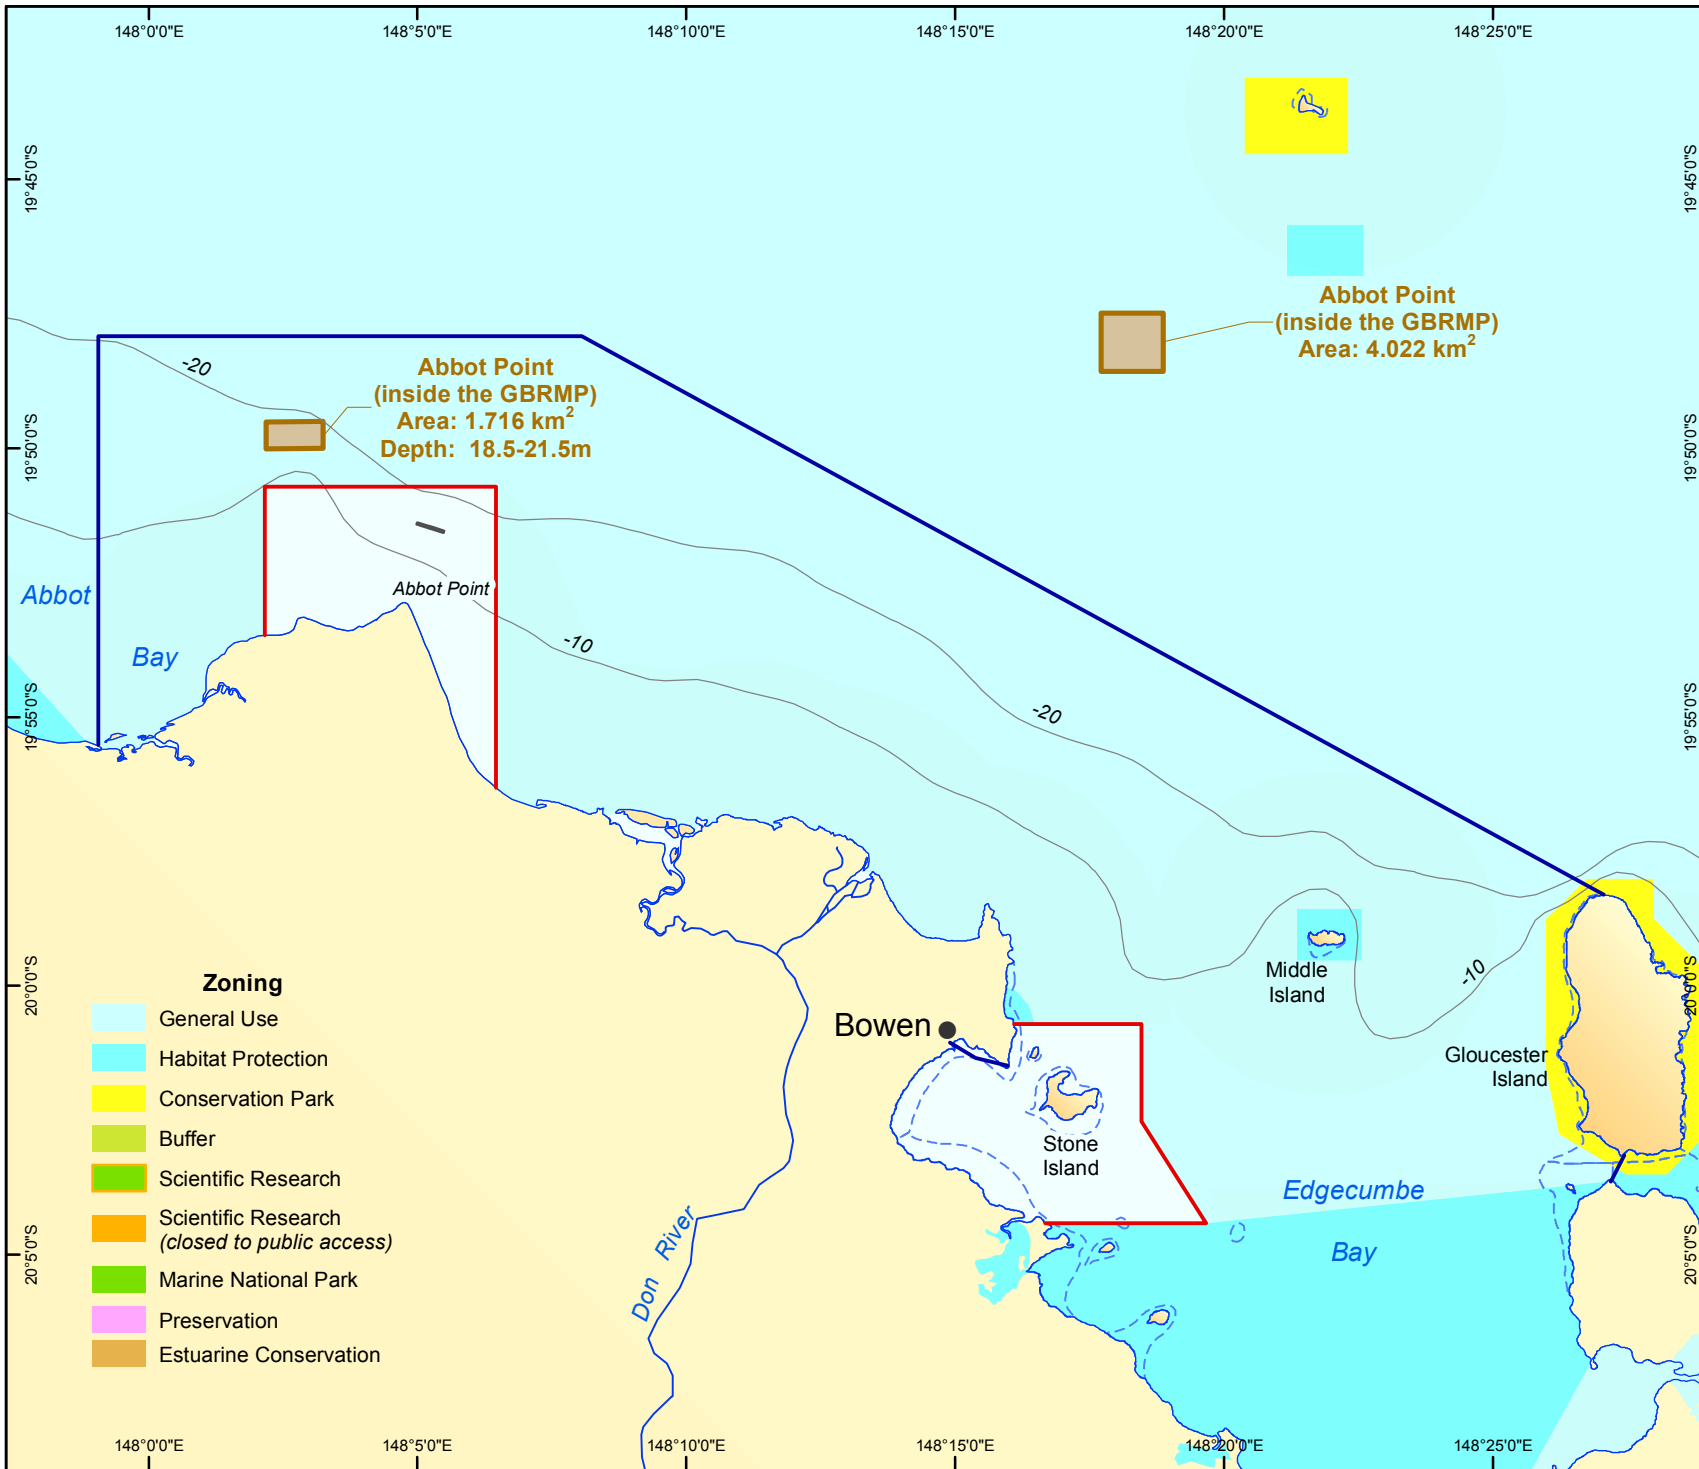 148°0'0"E
148°5'0"E
148°10'0"E
148°15'0"E
148°20'0"E
148°25'0"E
19°45'0"S
19°45'0"S
Abbot Point
(inside the GBRMP)
Area: 4.022 km²
-20
Abbot Point
(inside the GBRMP)
Area: 1.716 km²
Depth: 18.5-21.5m
19°50'0"S
19°50'0"S
Abbot Point
Abbot
Bay
-10
-20
19°55'0"S
19°55'0"S
Middle
Island
-10
20°0'0"S
20°0'0"S
Bowen
Gloucester
Island
Stone
Island
Edgecumbe
Bay
Don River
20°5'0"S
20°5'0"S
Zoning
General Use
Habitat Protection
Conservation Park
Buffer
Scientific Research
Scientific Research
(closed to public access)
Marine National Park
Preservation
Estuarine Conservation
148°0'0"E
148°5'0"E
148°10'0"E
148°15'0"E
148°20'0"E
148°25'0"E